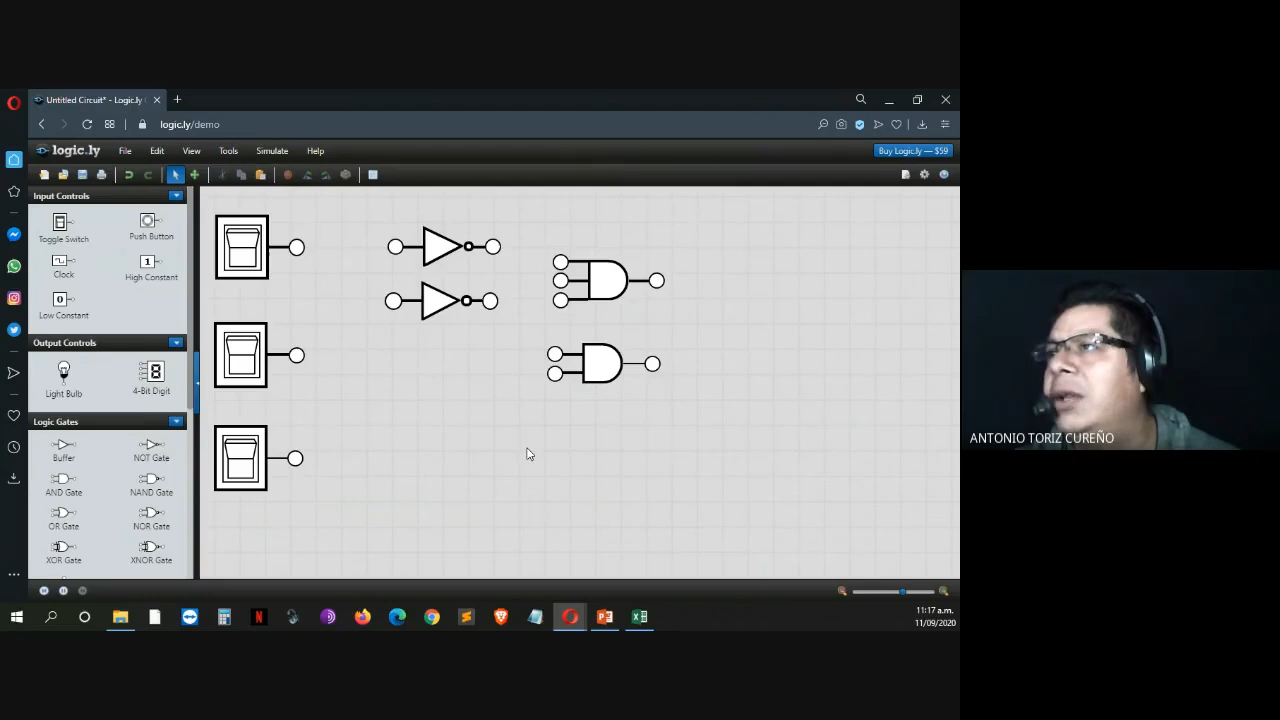 Untitled Circuit* - Logic.ly
logic.ly/demo
logic.ly
File Edit View Tools Simulate Help
Buy Logic.ly — $59
Input Controls
Toggle Switch
Push Button
Clock
1
High Constant
0
Low Constant
Output Controls
Light Bulb
8
4-Bit Digit
Logic Gates
Buffer
NOT Gate
AND Gate
NAND Gate
OR Gate
NOR Gate
XOR Gate
XNOR Gate
ANTONIO TORIZ CUREÑO
11:17 a.m.
11/09/2020